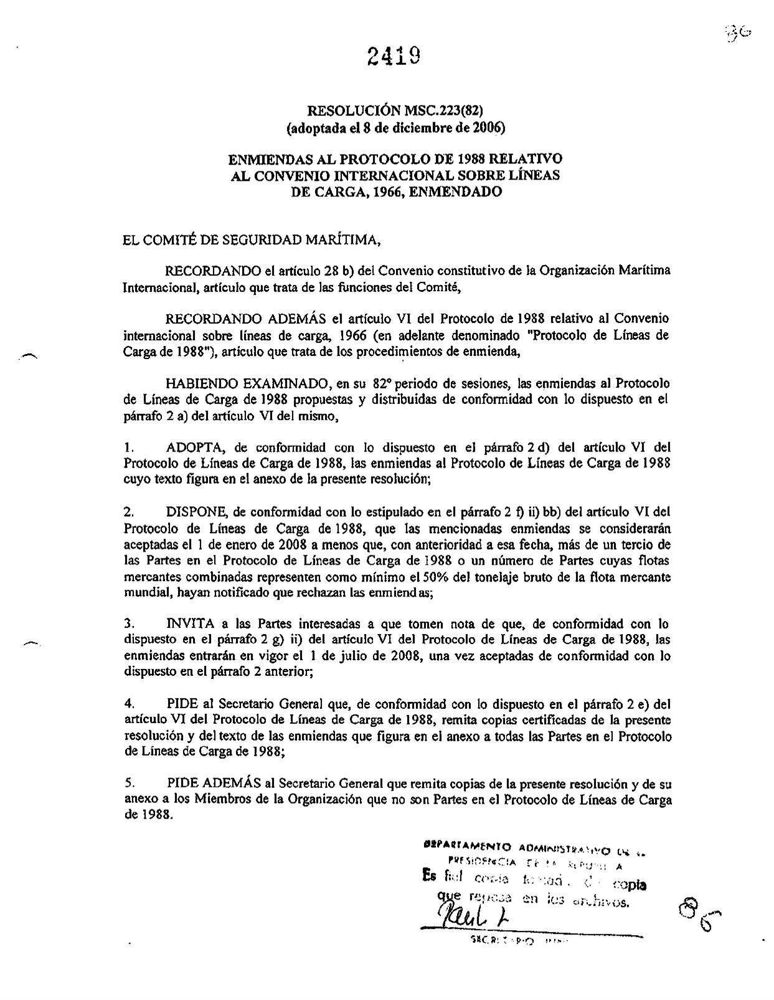 2419
RESOLUCIÓN MSC.223(82)
(adoptada el 8 de diciembre de 2006)
ENMIENDAS AL PROTOCOLO DE 1988 RELATIVO
AL CONVENIO INTERNACIONAL SOBRE LÍNEAS
DE CARGA, 1966, ENMENDADO
EL COMITÉ DE SEGURIDAD MARÍTIMA,
RECORDANDO el artículo 28 b) del Convenio constitutivo de la Organización Marítima
Internacional, artículo que trata de las funciones del Comité,
RECORDANDO ADEMÁS el artículo VI del Protocolo de 1988 relativo al Convenio
internacional sobre líneas de carga, 1966 (en adelante denominado "Protocolo de Líneas de
Carga de 1988"), artículo que trata de los procedimientos de enmienda,
HABIENDO EXAMINADO, en su 82º periodo de sesiones, las enmiendas al Protocolo
de Líneas de Carga de 1988 propuestas y distribuidas de conformidad con lo dispuesto en el
párrafo 2 a) del artículo VI del mismo,
1. ADOPTA, de conformidad con lo dispuesto en el párrafo 2 d) del artículo VI del
Protocolo de Líneas de Carga de 1988, las enmiendas al Protocolo de Líneas de Carga de 1988
cuyo texto figura en el anexo de la presente resolución;
2. DISPONE, de conformidad con lo estipulado en el párrafo 2 f) ii) bb) del artículo VI del
Protocolo de Líneas de Carga de 1988, que las mencionadas enmiendas se considerarán
aceptadas el 1 de enero de 2008 a menos que, con anterioridad a esa fecha, más de un tercio de
las Partes en el Protocolo de Líneas de Carga de 1988 o un número de Partes cuyas flotas
mercantes combinadas representen como mínimo el 50% del tonelaje bruto de la flota mercante
mundial, hayan notificado que rechazan las enmiendas;
3. INVITA a las Partes interesadas a que tomen nota de que, de conformidad con lo
dispuesto en el párrafo 2 g) ii) del artículo VI del Protocolo de Líneas de Carga de 1988, las
enmiendas entrarán en vigor el 1 de julio de 2008, una vez aceptadas de conformidad con lo
dispuesto en el párrafo 2 anterior;
4. PIDE al Secretario General que, de conformidad con lo dispuesto en el párrafo 2 e) del
artículo VI del Protocolo de Líneas de Carga de 1988, remita copias certificadas de la presente
resolución y del texto de las enmiendas que figura en el anexo a todas las Partes en el Protocolo
de Líneas de Carga de 1988;
5. PIDE ADEMÁS al Secretario General que remita copias de la presente resolución y de su
anexo a los Miembros de la Organización que no son Partes en el Protocolo de Líneas de Carga
de 1988.
DEPARTAMENTO ADMINISTRATIVO DE
PRESIDENCIA DE LA
Es fiel copia copia
que reposa en los archivos.
86